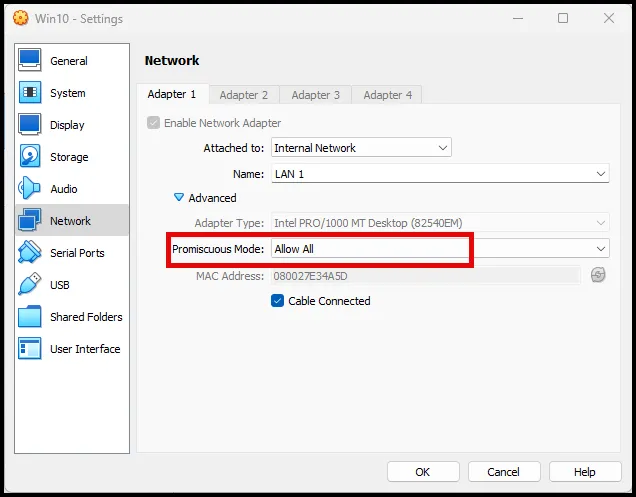 Win10 - Settings
General
System
Display
Storage
Audio
Network
Serial Ports
USB
Shared Folders
User Interface
Network
Adapter 1 Adapter 2 Adapter 3 Adapter 4
Enable Network Adapter
Attached to: Internal Network
Name: LAN 1
Advanced
Adapter Type: Intel PRO/1000 MT Desktop (82540EM)
Promiscuous Mode: Allow All
MAC Address: 080027E34A5D
Cable Connected
OK Cancel Help